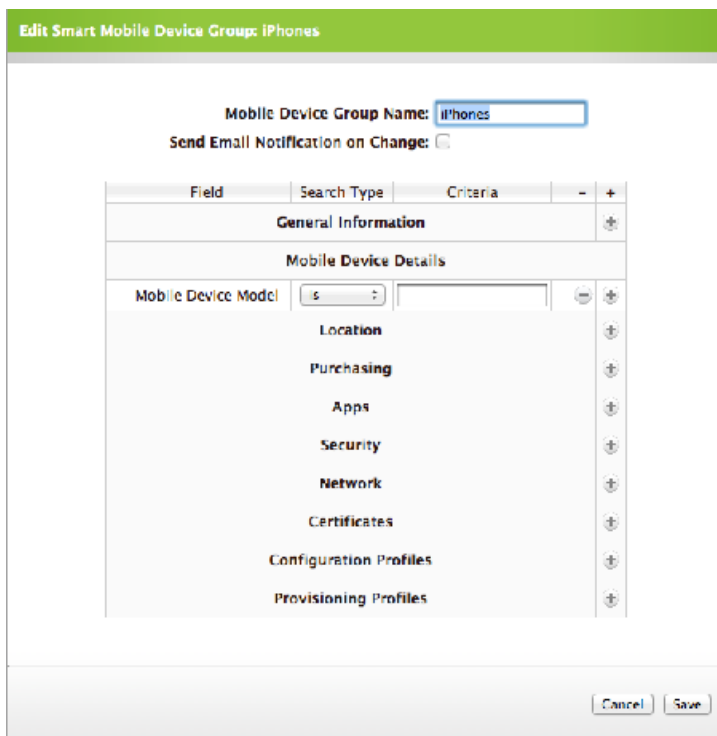 Edit Smart Mobile Device Group: iPhones
Mobile Device Group Name: iPhones
Send Email Notification on Change:
Field Search Type Criteria - +
General Information +
Mobile Device Details
Mobile Device Model is - +
Location +
Purchasing +
Apps +
Security +
Network +
Certificates +
Configuration Profiles +
Provisioning Profiles +
Cancel Save